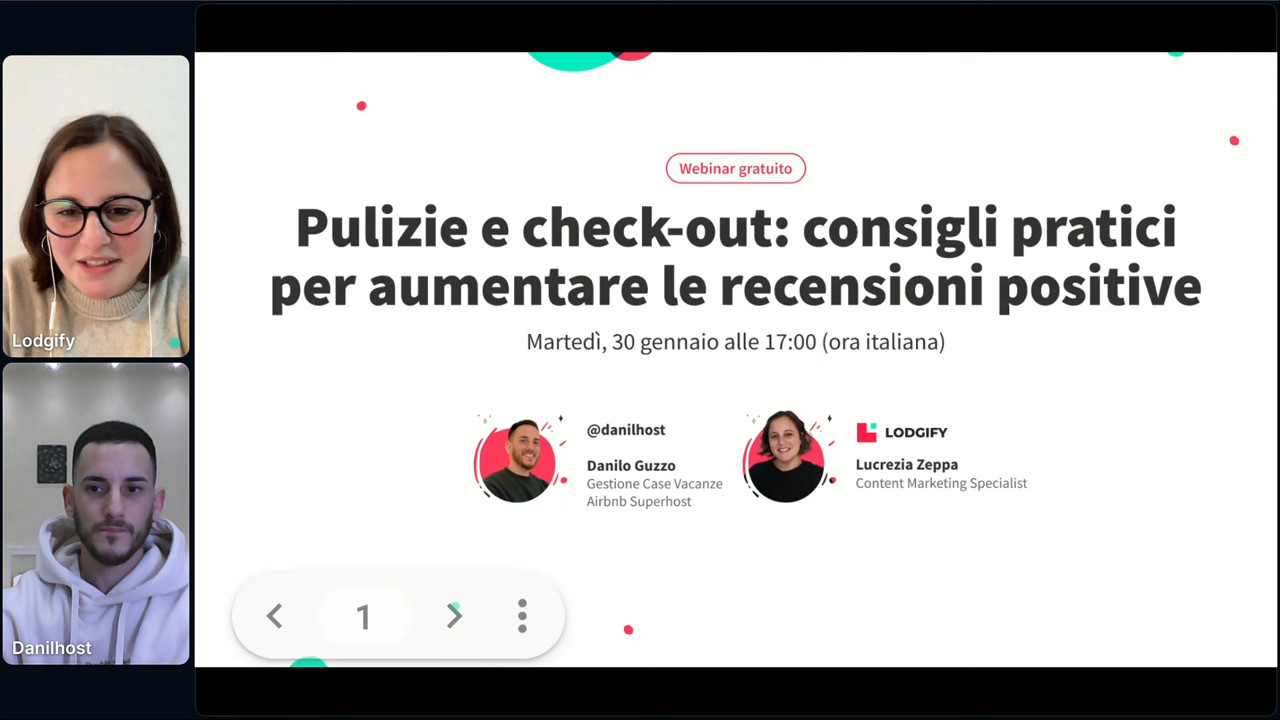 Webinar gratuito
Pulizie e check-out: consigli pratici
per aumentare le recensioni positive
Martedì, 30 gennaio alle 17:00 (ora italiana)
@danilhost
Danilo Guzzo
Gestione Case Vacanze
Airbnb Superhost
LODGIFY
Lucrezia Zeppa
Content Marketing Specialist
Lodgify
Danilhost
1